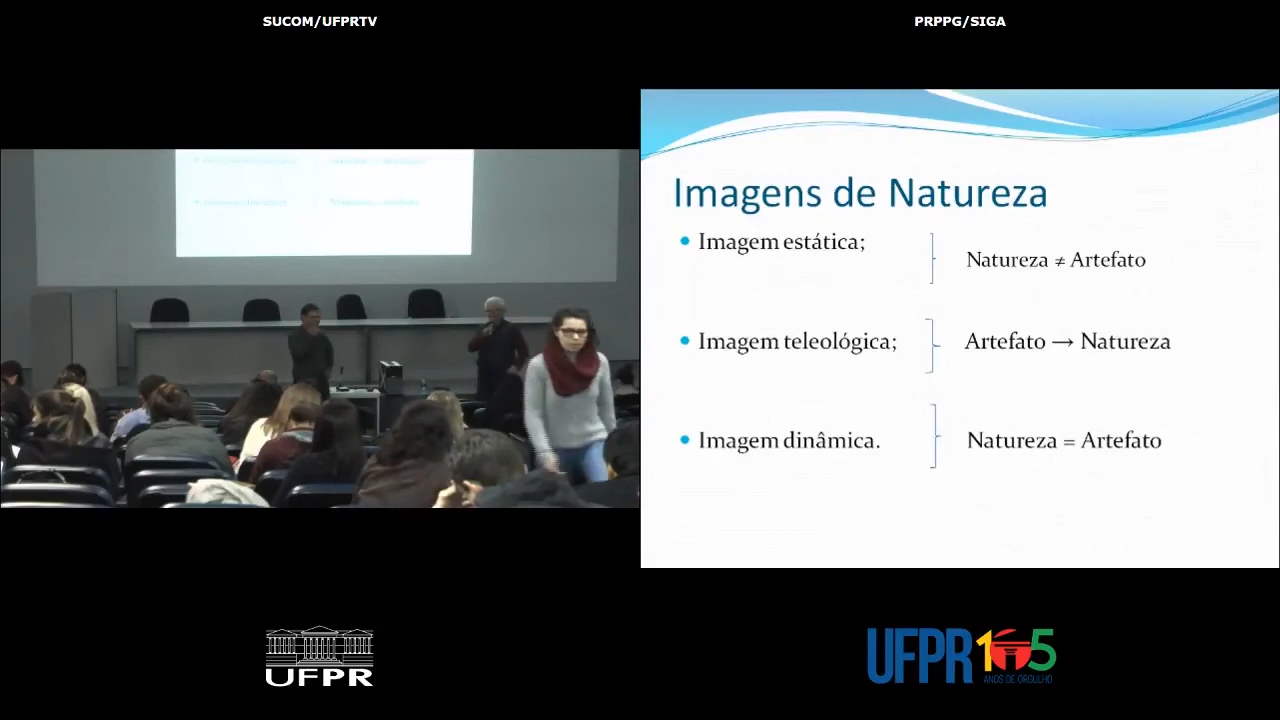 SUCOM/UFPRTV
PRPPG/SIGA
Imagens de Natureza
• Imagem estática;
Natureza ≠ Artefato
• Imagem teleológica;
Artefato → Natureza
• Imagem dinâmica.
Natureza = Artefato
UFPR
UFPR 105
ANOS DE ORGULHO